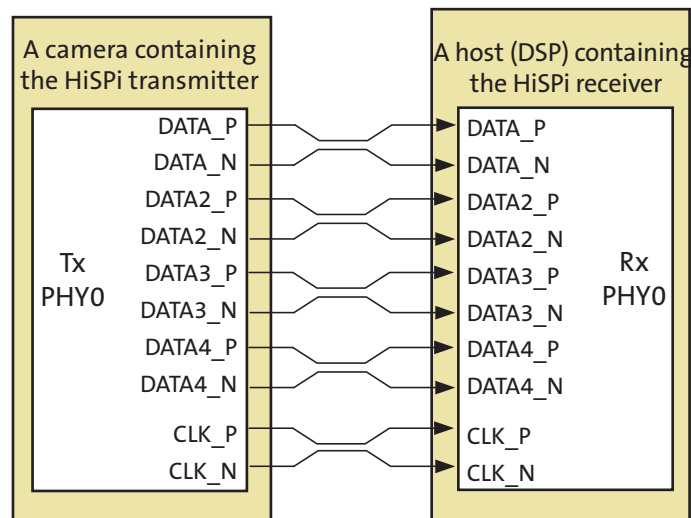 A camera containing
the HiSPi transmitter
A host (DSP) containing
the HiSPi receiver
Tx
PHY0
DATA_P
DATA_N
DATA2_P
DATA2_N
DATA3_P
DATA3_N
DATA4_P
DATA4_N
CLK_P
CLK_N
DATA_P
DATA_N
DATA2_P
DATA2_N
DATA3_P
DATA3_N
DATA4_P
DATA4_N
CLK_P
CLK_N
Rx
PHY0